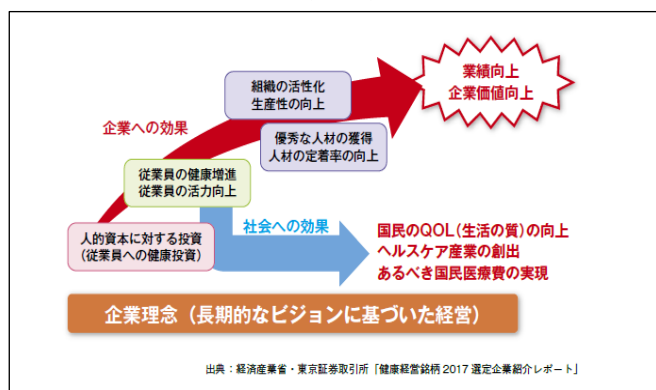 業績向上
企業価値向上
組織の活性化
生産性の向上
企業への効果
優秀な人材の獲得
人材の定着率の向上
従業員の健康増進
従業員の活力向上
社会への効果
人的資本に対する投資
(従業員への健康投資)
国民のQOL(生活の質)の向上
ヘルスケア産業の創出
あるべき国民医療費の実現
企業理念(長期的なビジョンに基づいた経営)
出典:経済産業省・東京証券取引所「健康経営銘柄2017選定企業紹介レポート」